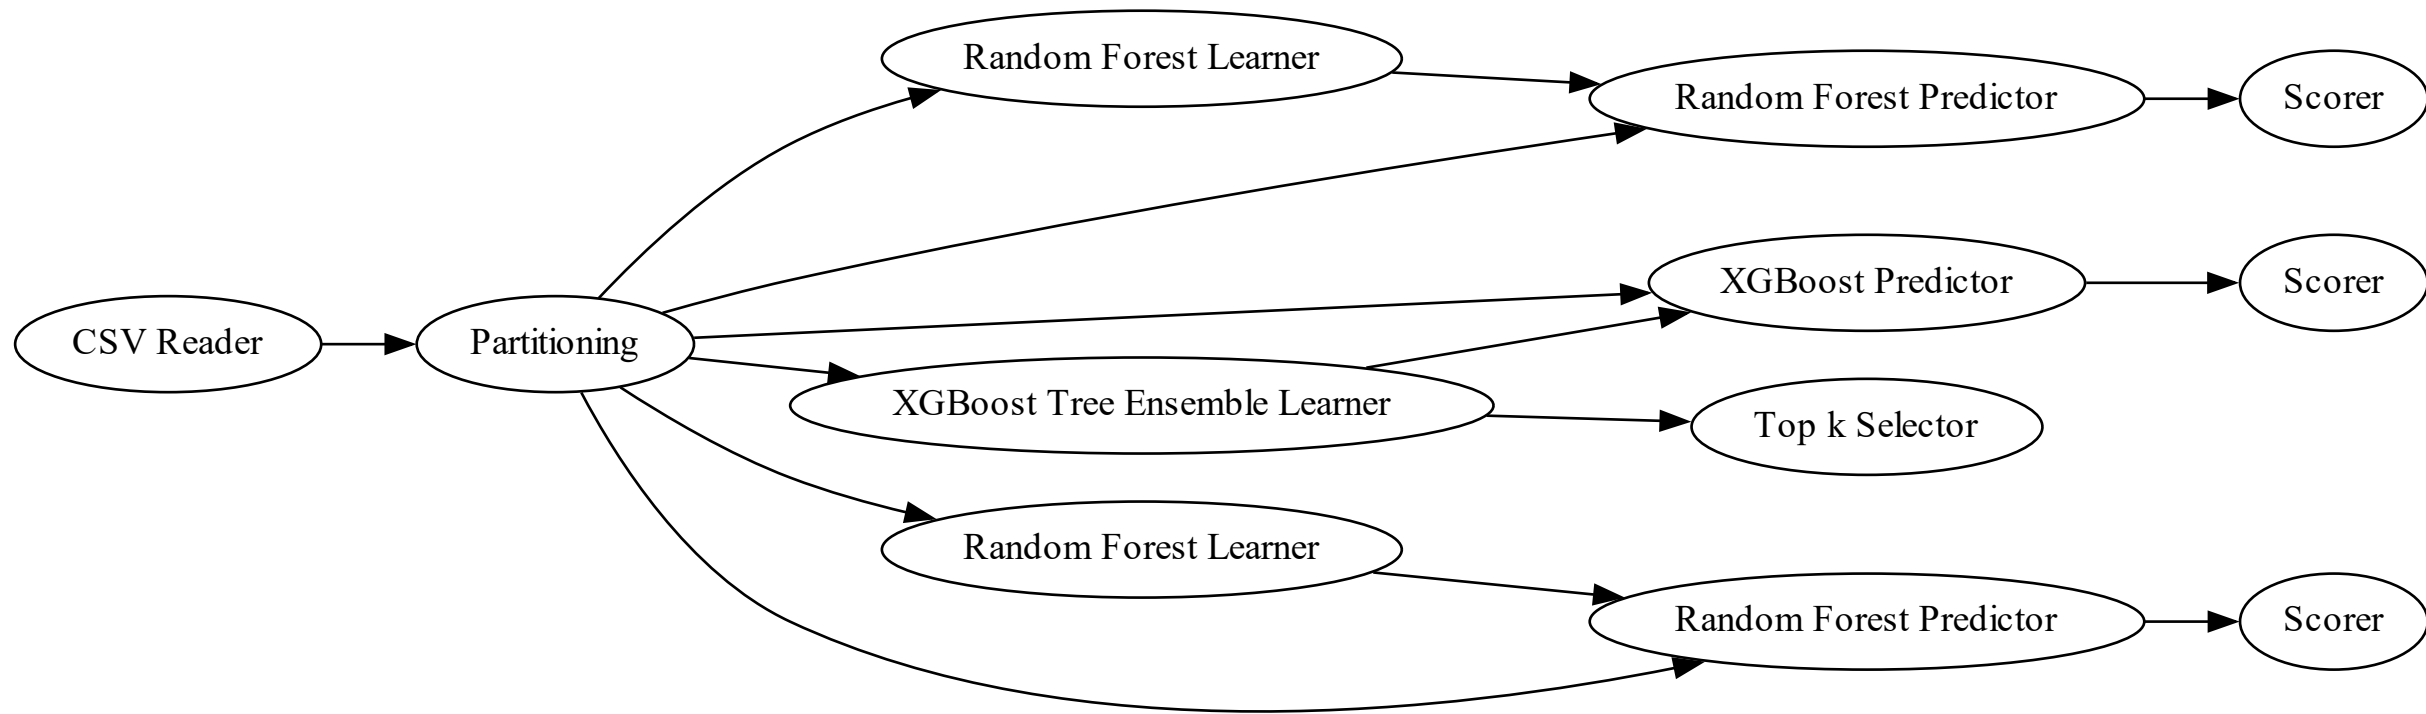 Random Forest Learner
Random Forest Predictor
Scorer
XGBoost Predictor
Scorer
CSV Reader
Partitioning
XGBoost Tree Ensemble Learner
Top k Selector
Random Forest Learner
Random Forest Predictor
Scorer